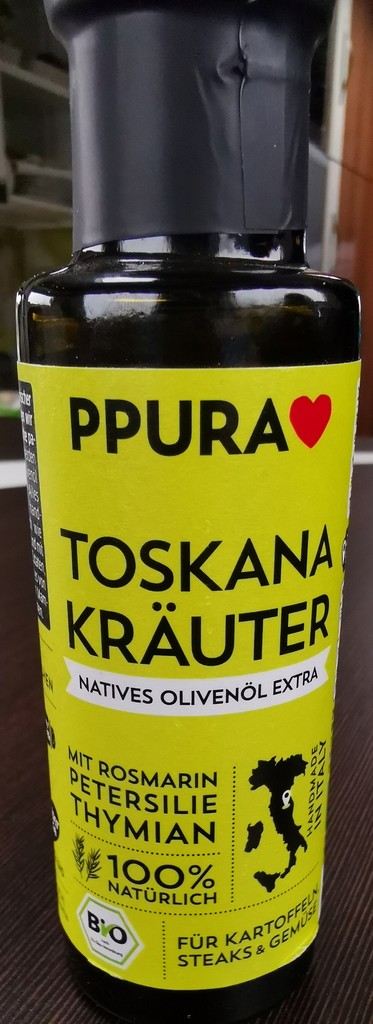 PPURA
TOSKANA
KRÄUTER
NATIVES OLIVENÖL EXTRA
MIT ROSMARIN
PETERSILIE
THYMIAN
100%
NATÜRLICH
HANDMADE
IN ITALY
BIO
FÜR KARTOFFELN
STEAKS & GEMÜSE